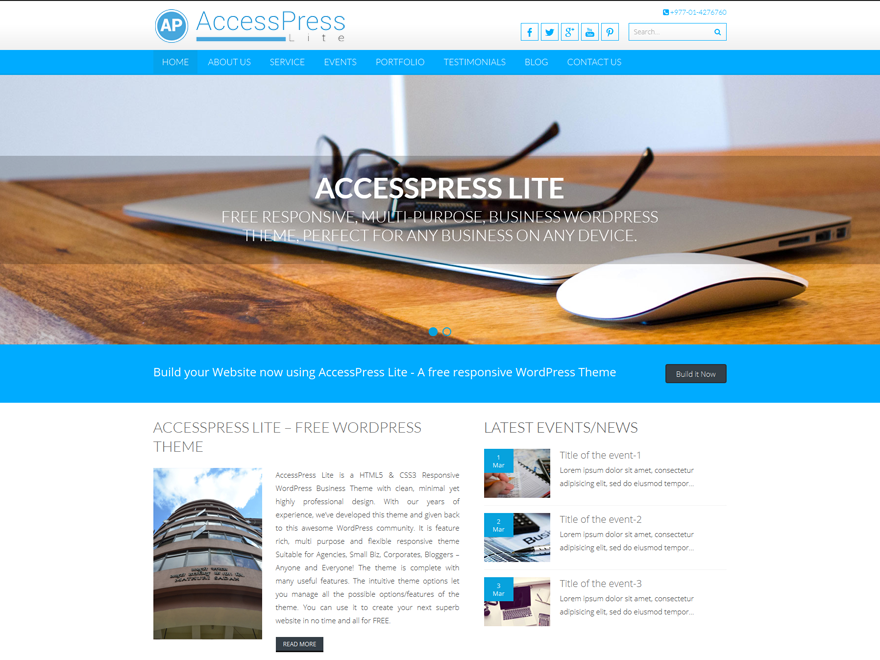 +977-01-4276760
AP
AccessPress
Lite
Search...
HOME ABOUT US SERVICE EVENTS PORTFOLIO TESTIMONIALS BLOG CONTACT US
ACCESSPRESS LITE
FREE RESPONSIVE, MULTI-PURPOSE, BUSINESS WORDPRESS
THEME, PERFECT FOR ANY BUSINESS ON ANY DEVICE.
Build your Website now using AccessPress Lite - A free responsive WordPress Theme
Build it Now
ACCESSPRESS LITE – FREE WORDPRESS
THEME
AccessPress Lite is a HTML5 & CSS3 Responsive
WordPress Business Theme with clean, minimal yet
highly professional design. With our years of
experience, we've developed this theme and given back
to this awesome WordPress community. It is feature
rich, multi purpose and flexible responsive theme
Suitable for Agencies, Small Biz, Corporates, Bloggers –
Anyone and Everyone! The theme is complete with
many useful features. The intuitive theme options let
you manage all the possible options/features of the
theme. You can use it to create your next superb
website in no time and all for FREE.
READ MORE
LATEST EVENTS/NEWS
1
Mar
Title of the event-1
Lorem ipsum dolor sit amet, consectetur
adipisicing elit, sed do eiusmod tempor...
2
Mar
Title of the event-2
Lorem ipsum dolor sit amet, consectetur
adipisicing elit, sed do eiusmod tempor...
3
Mar
Title of the event-3
Lorem ipsum dolor sit amet, consectetur
adipisicing elit, sed do eiusmod tempor...